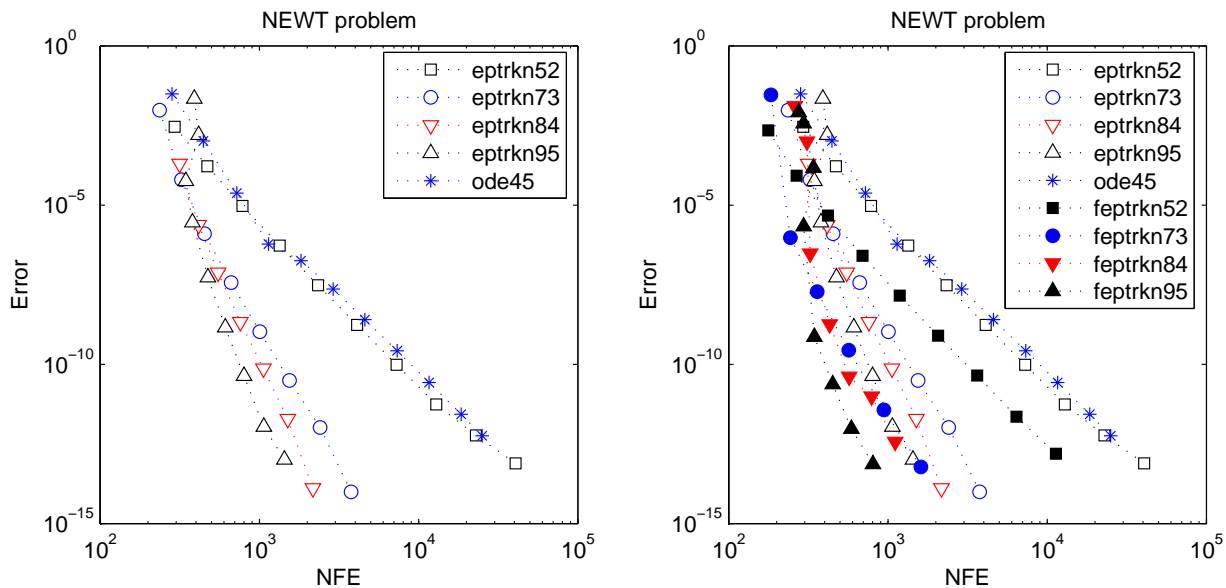 NEWT problem
10^0
10^-5
10^-10
10^-15
Error
10^2
10^3
10^4
10^5
NFE
eptrkn52
eptrkn73
eptrkn84
eptrkn95
ode45
NEWT problem
10^0
10^-5
10^-10
10^-15
Error
10^2
10^3
10^4
10^5
NFE
eptrkn52
eptrkn73
eptrkn84
eptrkn95
ode45
feptrkn52
feptrkn73
feptrkn84
feptrkn95